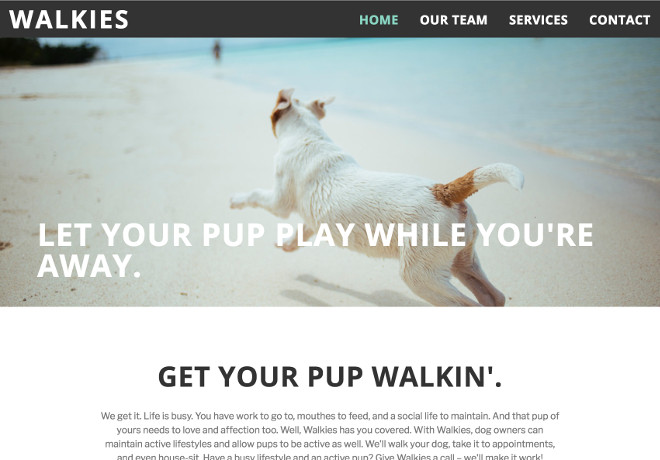 WALKIES
HOME OUR TEAM SERVICES CONTACT
LET YOUR PUP PLAY WHILE YOU'RE
AWAY.
GET YOUR PUP WALKIN'.
We get it. Life is busy. You have work to go to, mouthes to feed, and a social life to maintain. And that pup of
yours needs to love and affection too. Well, Walkies has you covered. With Walkies, dog owners can
maintain active lifestyles and allow pups to be active as well. We'll walk your dog, take it to appointments,
and even house-sit. Have a busy lifestyle and an active pup? Give Walkies a call – we'll make it work!